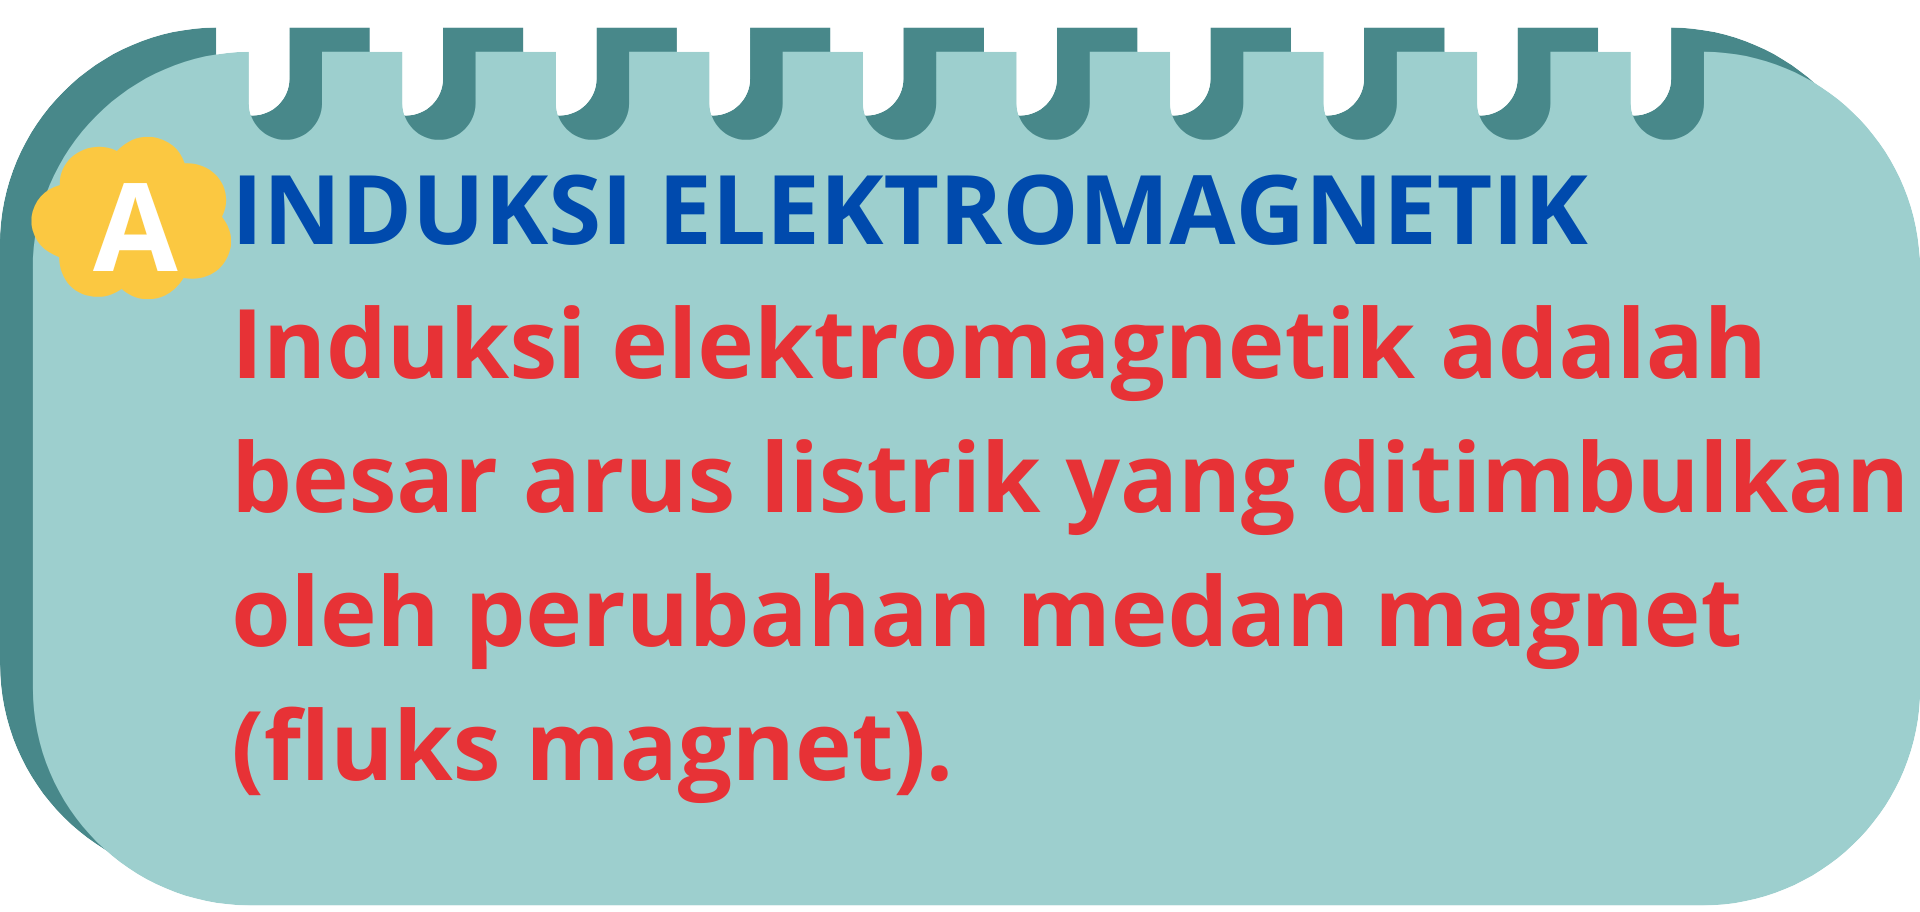 A
INDUKSI ELEKTROMAGNETIK
Induksi elektromagnetik adalah
besar arus listrik yang ditimbulkan
oleh perubahan medan magnet
(fluks magnet).